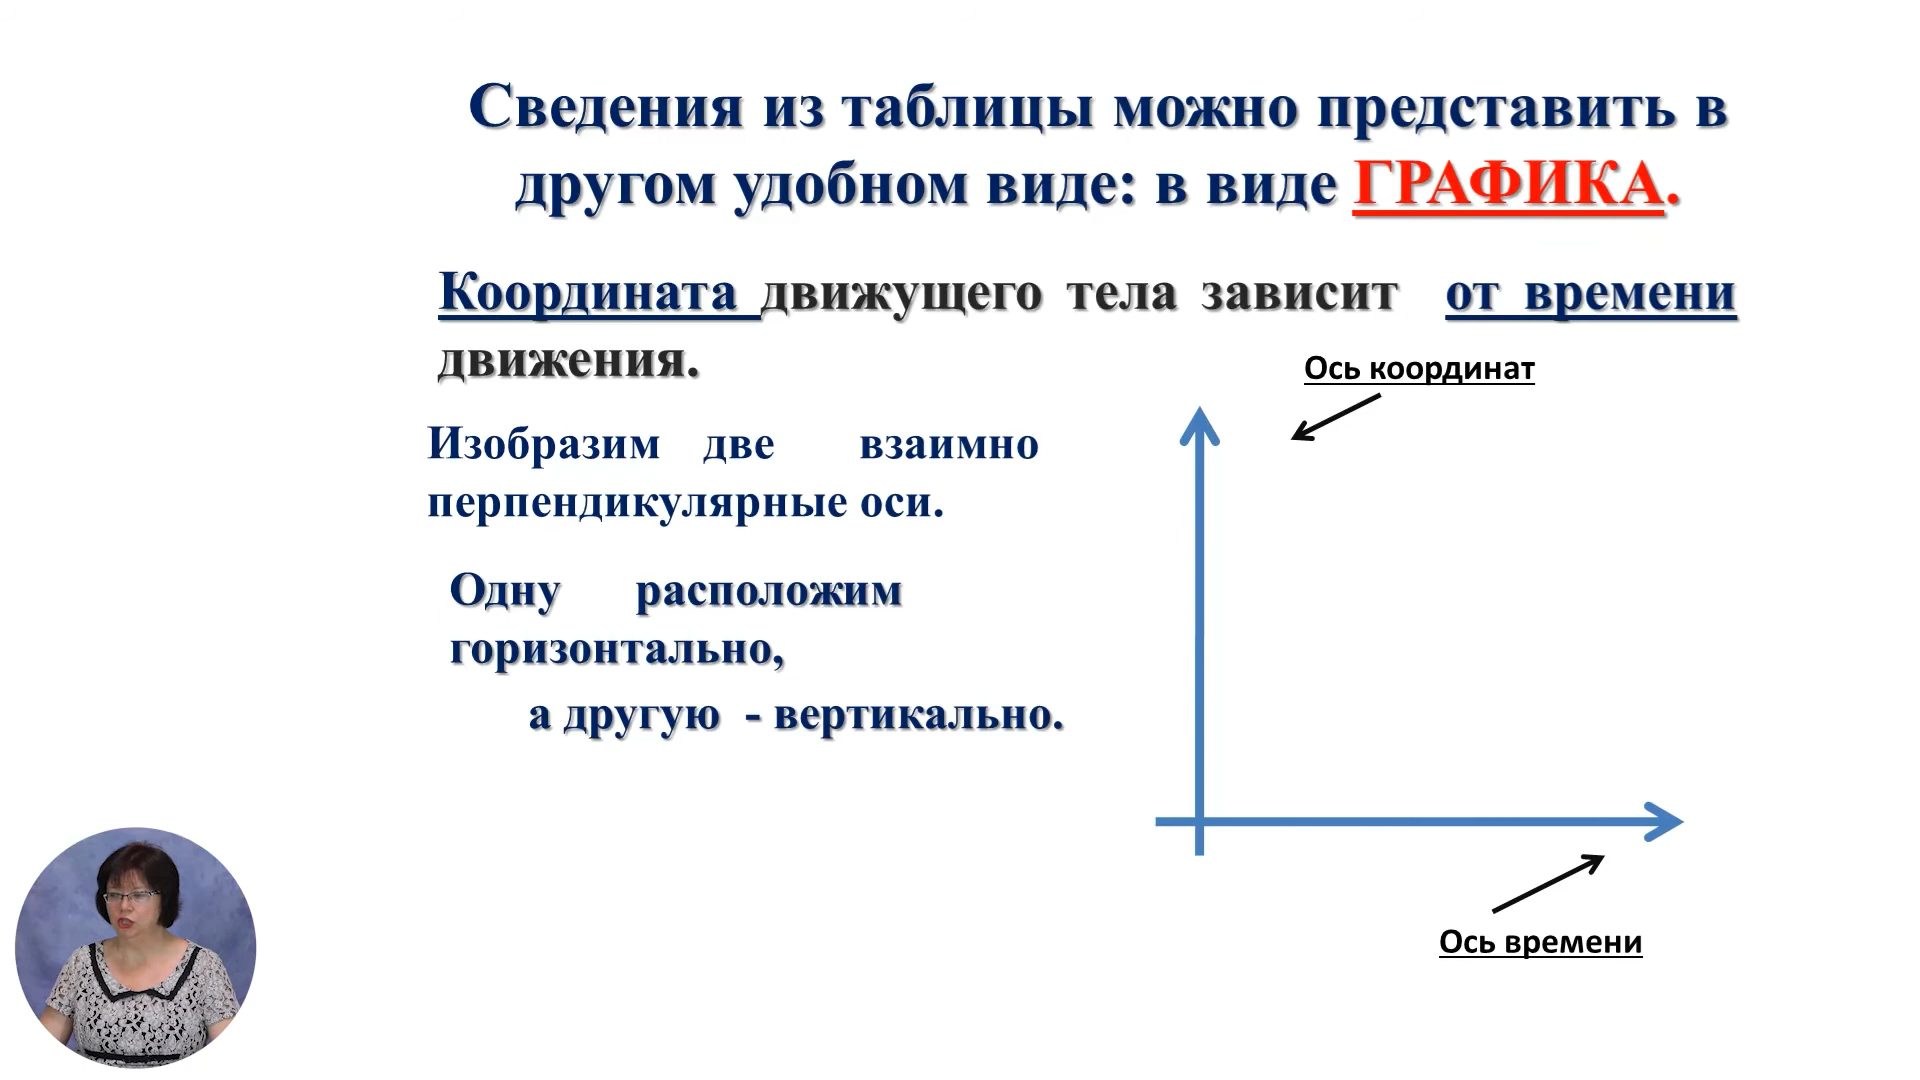 Сведения из таблицы можно представить в
другом удобном виде: в виде ГРАФИКА.
Координата движущего тела зависит от времени
движения.
Ось координат
Изобразим две взаимно
перпендикулярные оси.
Одну расположим
горизонтально,
а другую - вертикально.
Ось времени